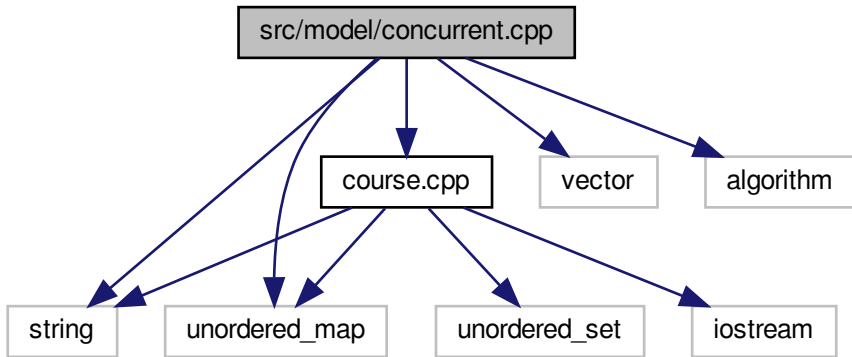 src/model/concurrent.cpp
course.cpp
vector
algorithm
string
unordered_map
unordered_set
iostream